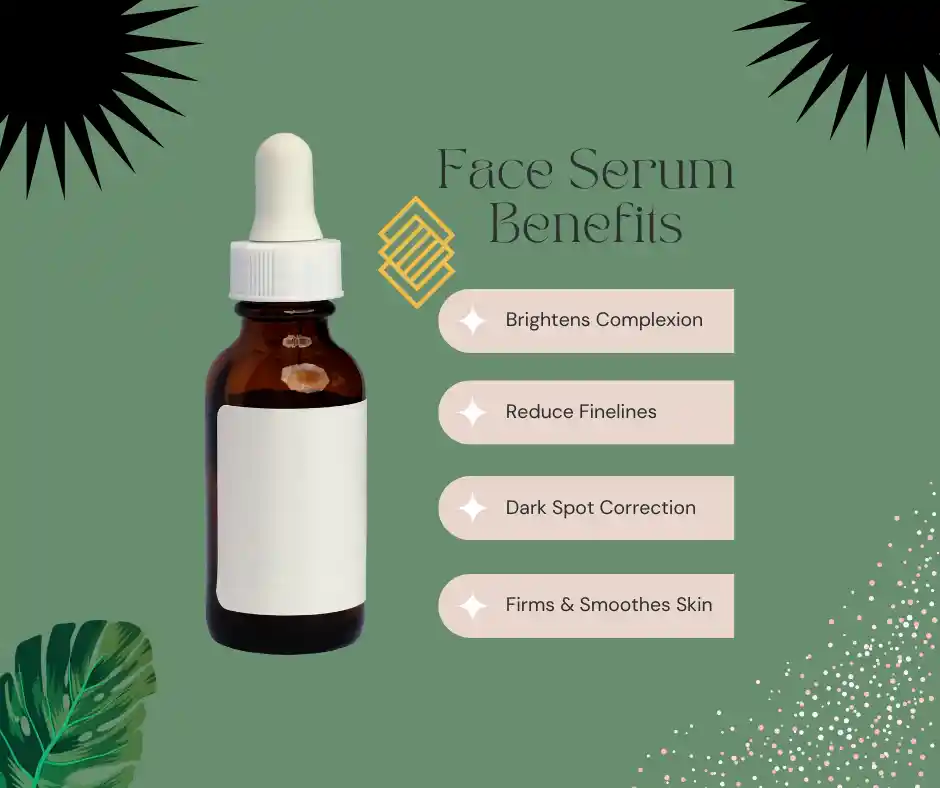 Face Serum
Benefits
Brightens Complexion
Reduce Finelines
Dark Spot Correction
Firms & Smoothes Skin